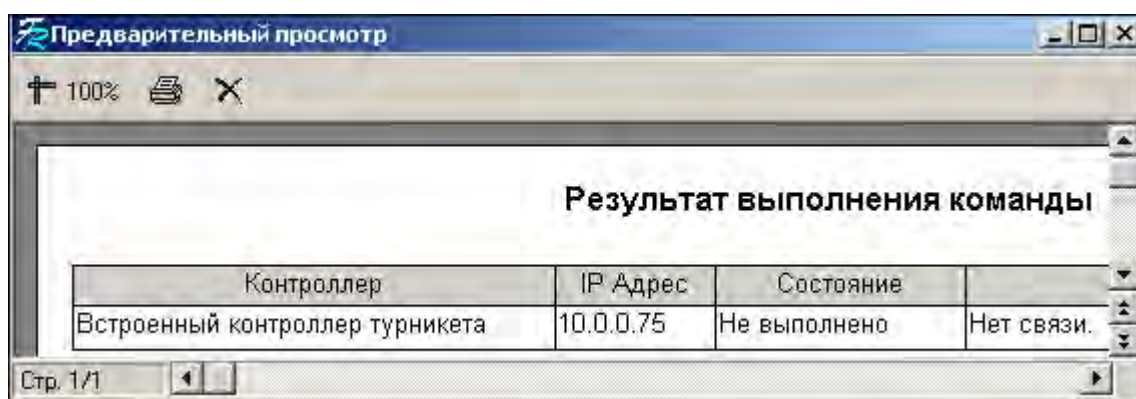 Предварительный просмотр
100%
Результат выполнения команды
Контроллер IP Адрес Состояние
Встроенный контроллер турникета 10.0.0.75 Не выполнено Нет связи.
Стр. 1/1